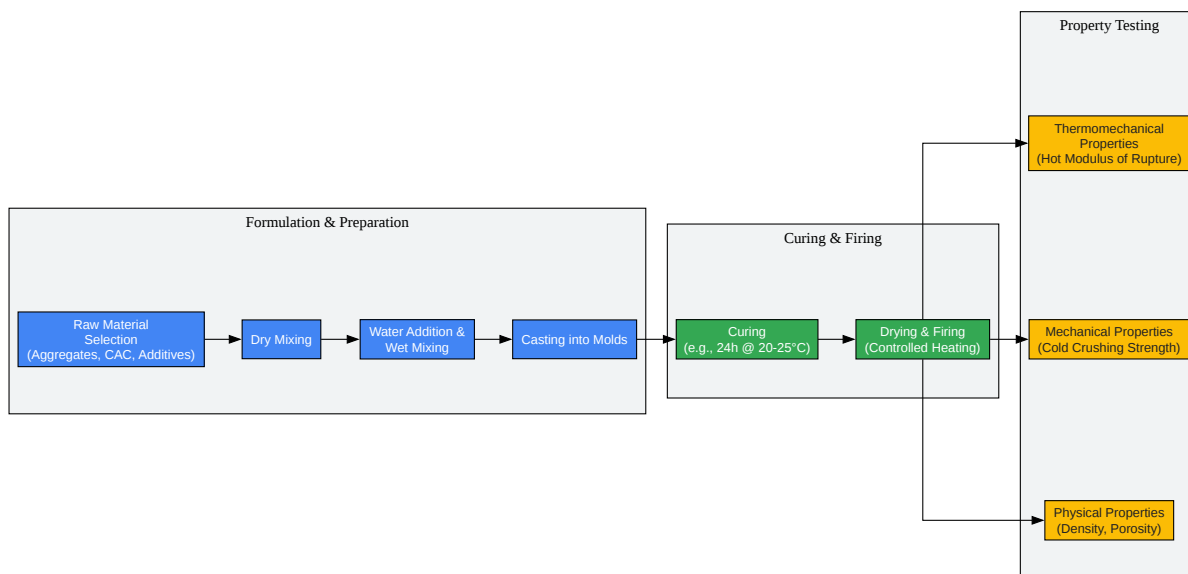 Property Testing
Thermomechanical
Properties
(Hot Modulus of Rupture)
Formulation & Preparation
Curing & Firing
Raw Material
Selection
(Aggregates, CAC, Additives)
Dry Mixing
Water Addition &
Wet Mixing
Casting into Molds
Curing
(e.g., 24h @ 20-25°C)
Drying & Firing
(Controlled Heating)
Mechanical Properties
(Cold Crushing Strength)
Physical Properties
(Density, Porosity)